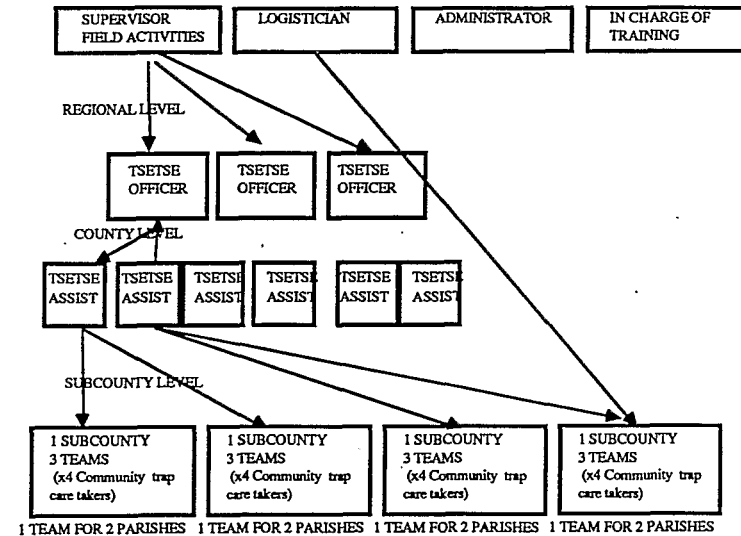 SUPERVISOR
FIELD ACTIVITIES
LOGISTICIAN
ADMINISTRATOR
IN CHARGE OF
TRAINING
REGIONAL LEVEL
TSETSE
OFFICER
TSETSE
OFFICER
TSETSE
OFFICER
COUNTY LEVEL
TSETSE
ASSIST
TSETSE
ASSIST
TSETSE
ASSIST
TSETSE
ASSIST
TSETSE
ASSIST
TSETSE
ASSIST
SUBCOUNTY LEVEL
1 SUBCOUNTY
3 TEAMS
(x4 Community trap
care takers)
1 SUBCOUNTY
3 TEAMS
(x4 Community trap
care takers)
1 SUBCOUNTY
3 TEAMS
(x4 Community trap
care takers)
1 SUBCOUNTY
3 TEAMS
(x4 Community trap
care takers)
1 TEAM FOR 2 PARISHES
1 TEAM FOR 2 PARISHES
1 TEAM FOR 2 PARISHES
1 TEAM FOR 2 PARISHES